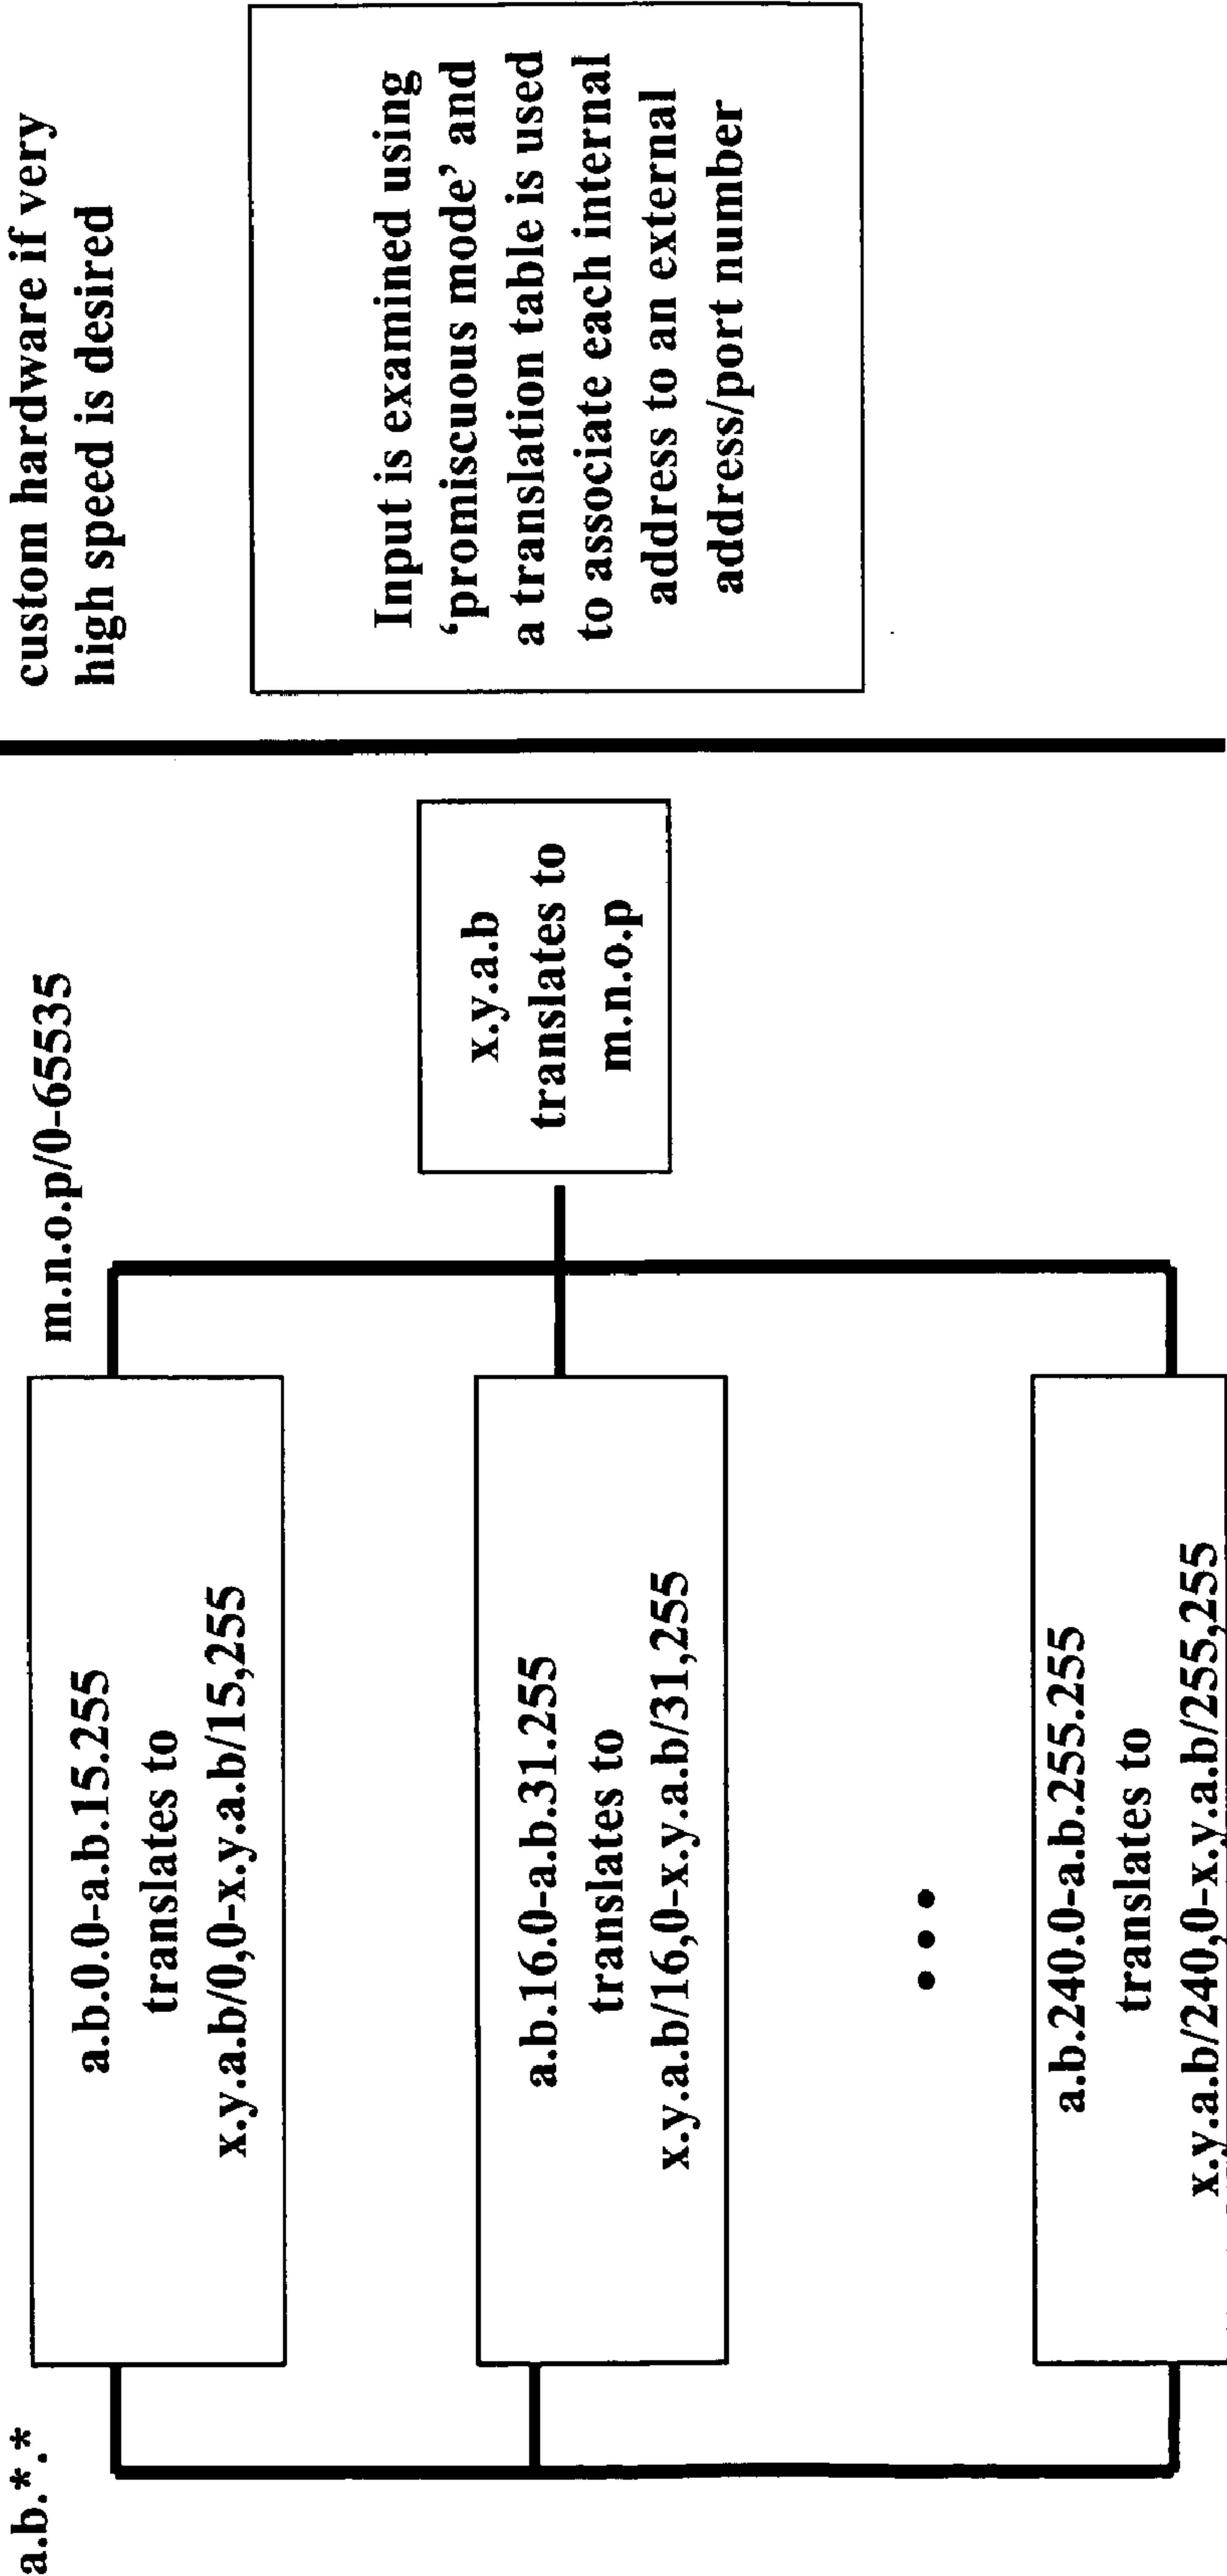 a.b.*.*
a.b.0.0-a.b.15.255
translates to
x.y.a.b/0,0-x.y.a.b/15,255
a.b.16.0-a.b.31.255
translates to
x.y.a.b/16,0-x.y.a.b/31,255
• • •
a.b.240.0-a.b.255.255
translates to
x.y.a.b/240,0-x.y.a.b/255,255
m.n.o.p/0-65535
x.y.a.b
translates to
m.n.o.p
custom hardware if very
high speed is desired
Input is examined using
‘promiscuous mode’ and
a translation table is used
to associate each internal
address to an external
address/port number